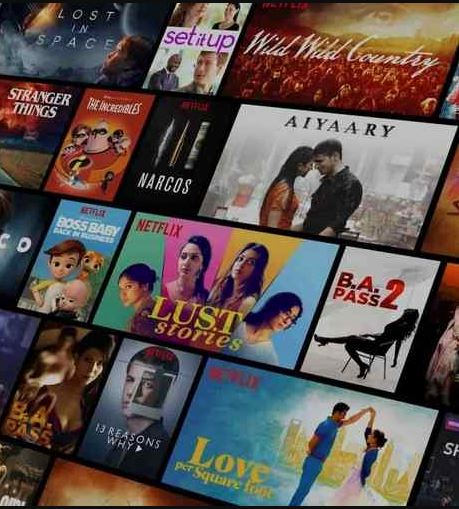 LOST
IN
SPACE
set it up
NETFLIX
Wild Wild Country
STRANGER
THINGS
THE INCREDIBLES
NETFLIX
NARCOS
AIYAARY
CO
NETFLIX
BOSS BABY
BACK IN BUSINESS
NETFLIX
LUST
stories
B.A.
PASS 2
B.A.
PASS
NETFLIX
13 REASONS
WHY
NETFLIX
Love
per Square foot